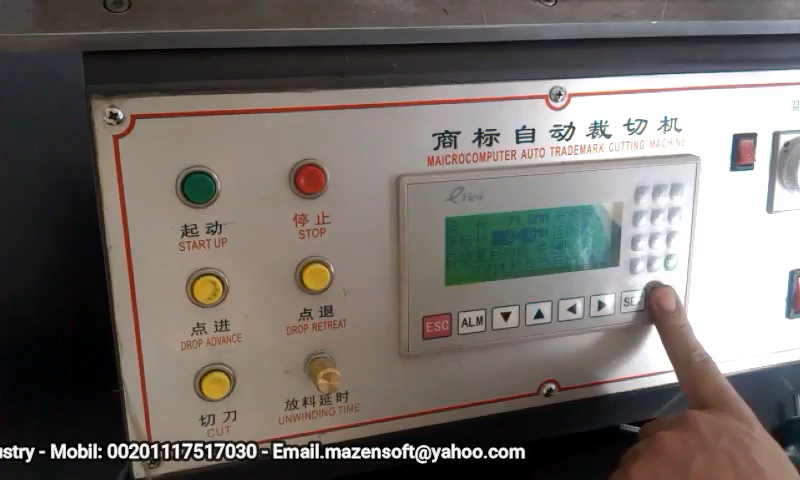 商标自动裁切机
MAICROCOMPUTER AUTO TRADEMARK CUTTING MACHINE
eView
起动
START UP
停止
STOP
点进
DROP ADVANCE
点退
DROP RETREAT
切刀
CUT
放料延时
UNWINDING TIME
ESC
ALM
ustry - Mobil: 00201117517030 - Email.mazensoft@yahoo.com